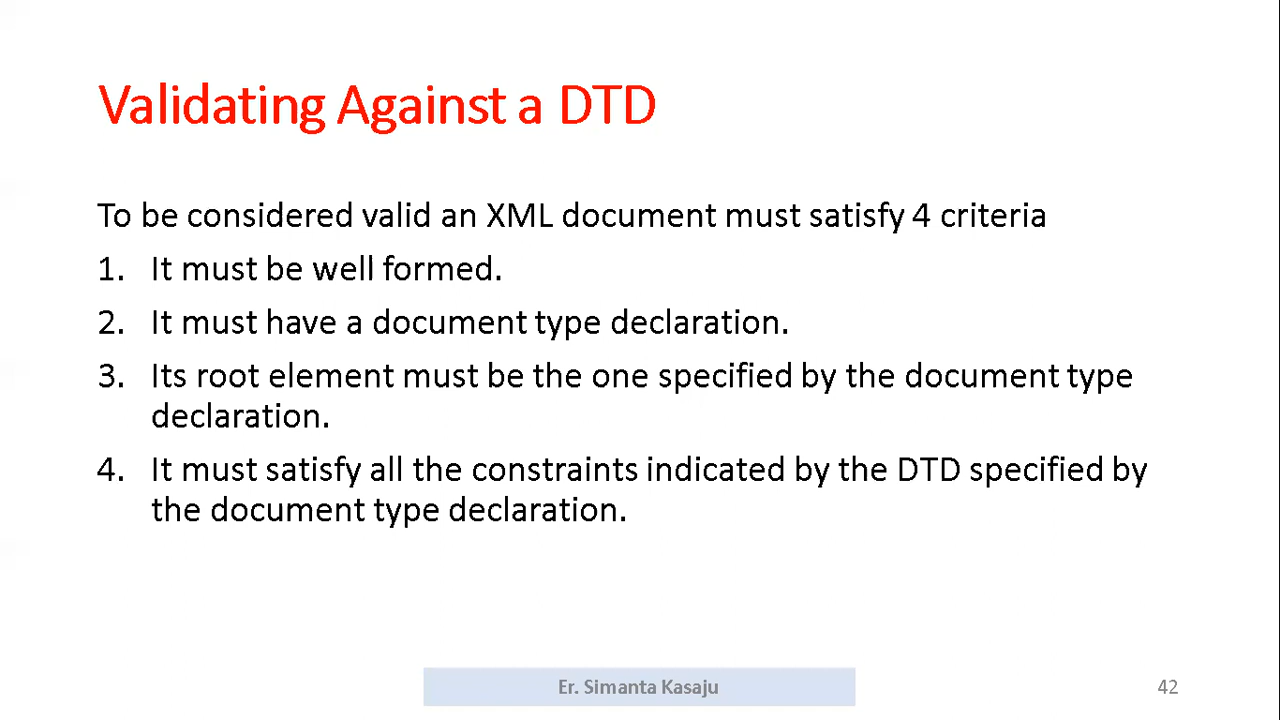 Validating Against a DTD
To be considered valid an XML document must satisfy 4 criteria
1. It must be well formed.
2. It must have a document type declaration.
3. Its root element must be the one specified by the document type
declaration.
4. It must satisfy all the constraints indicated by the DTD specified by
the document type declaration.
Er. Simanta Kasaju
42